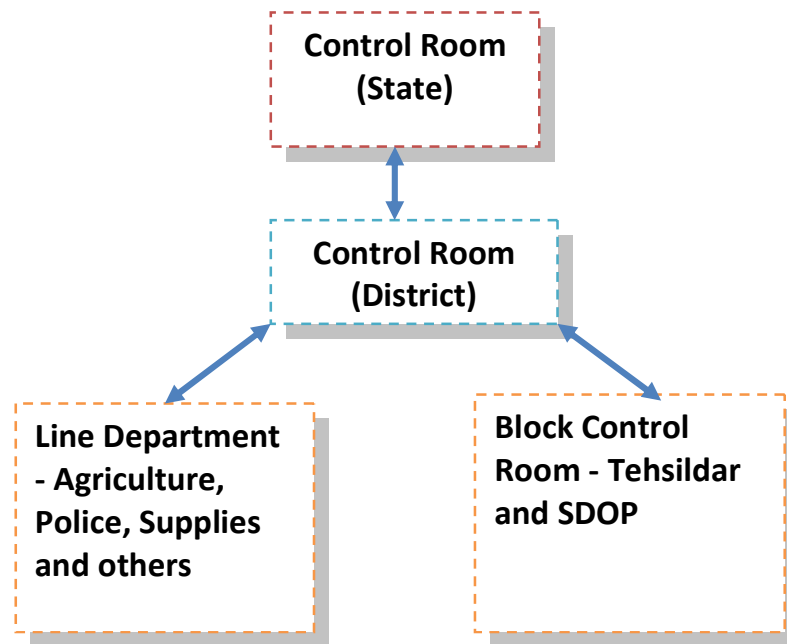 Control Room
(State)
Control Room
(District)
Line Department
- Agriculture,
Police, Supplies
and others
Block Control
Room - Tehsildar
and SDOP